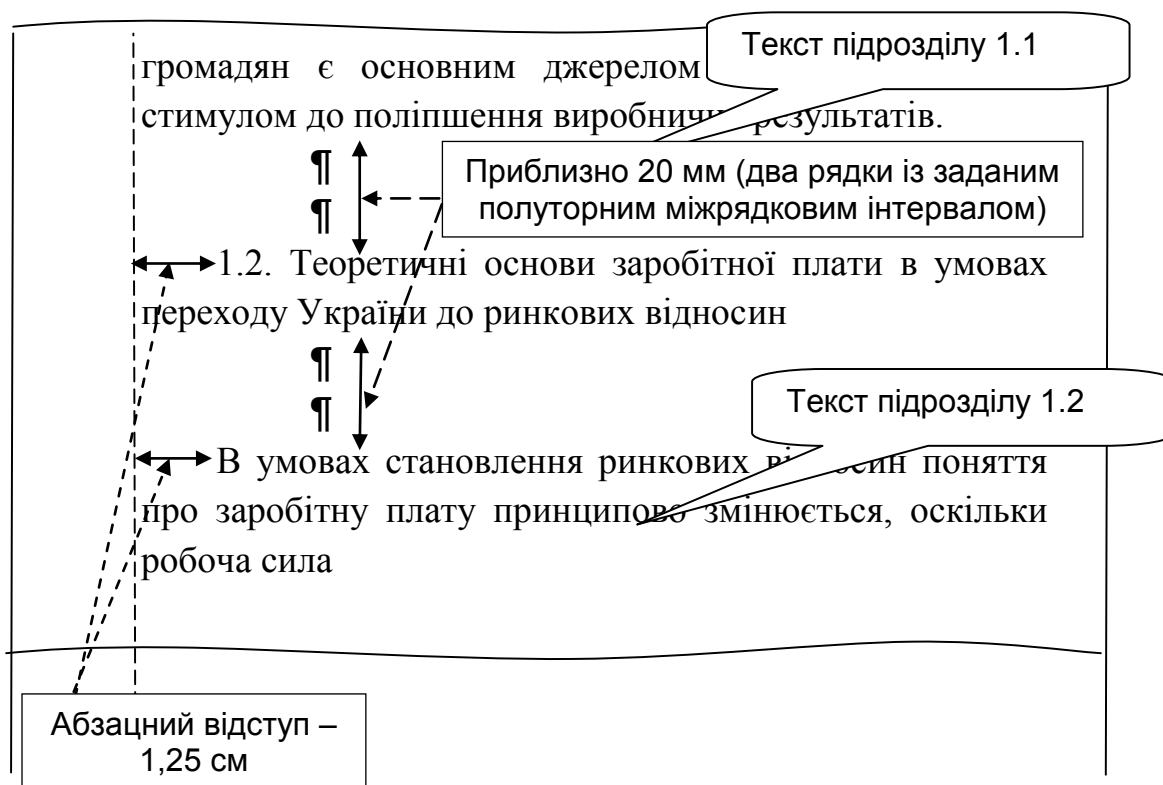 Текст підрозділу 1.1
громадян є основним джерелом
стимулом до поліпшення виробничих результатів.
¶
Приблизно 20 мм (два рядки із заданим
¶
полуторним міжрядковим інтервалом)
1.2. Теоретичні основи заробітної плати в умовах
переходу України до ринкових відносин
¶
¶
Текст підрозділу 1.2
В умовах становлення ринкових відносин поняття
про заробітну плату принципово змінюється, оскільки
робоча сила
Абзацний відступ –
1,25 см